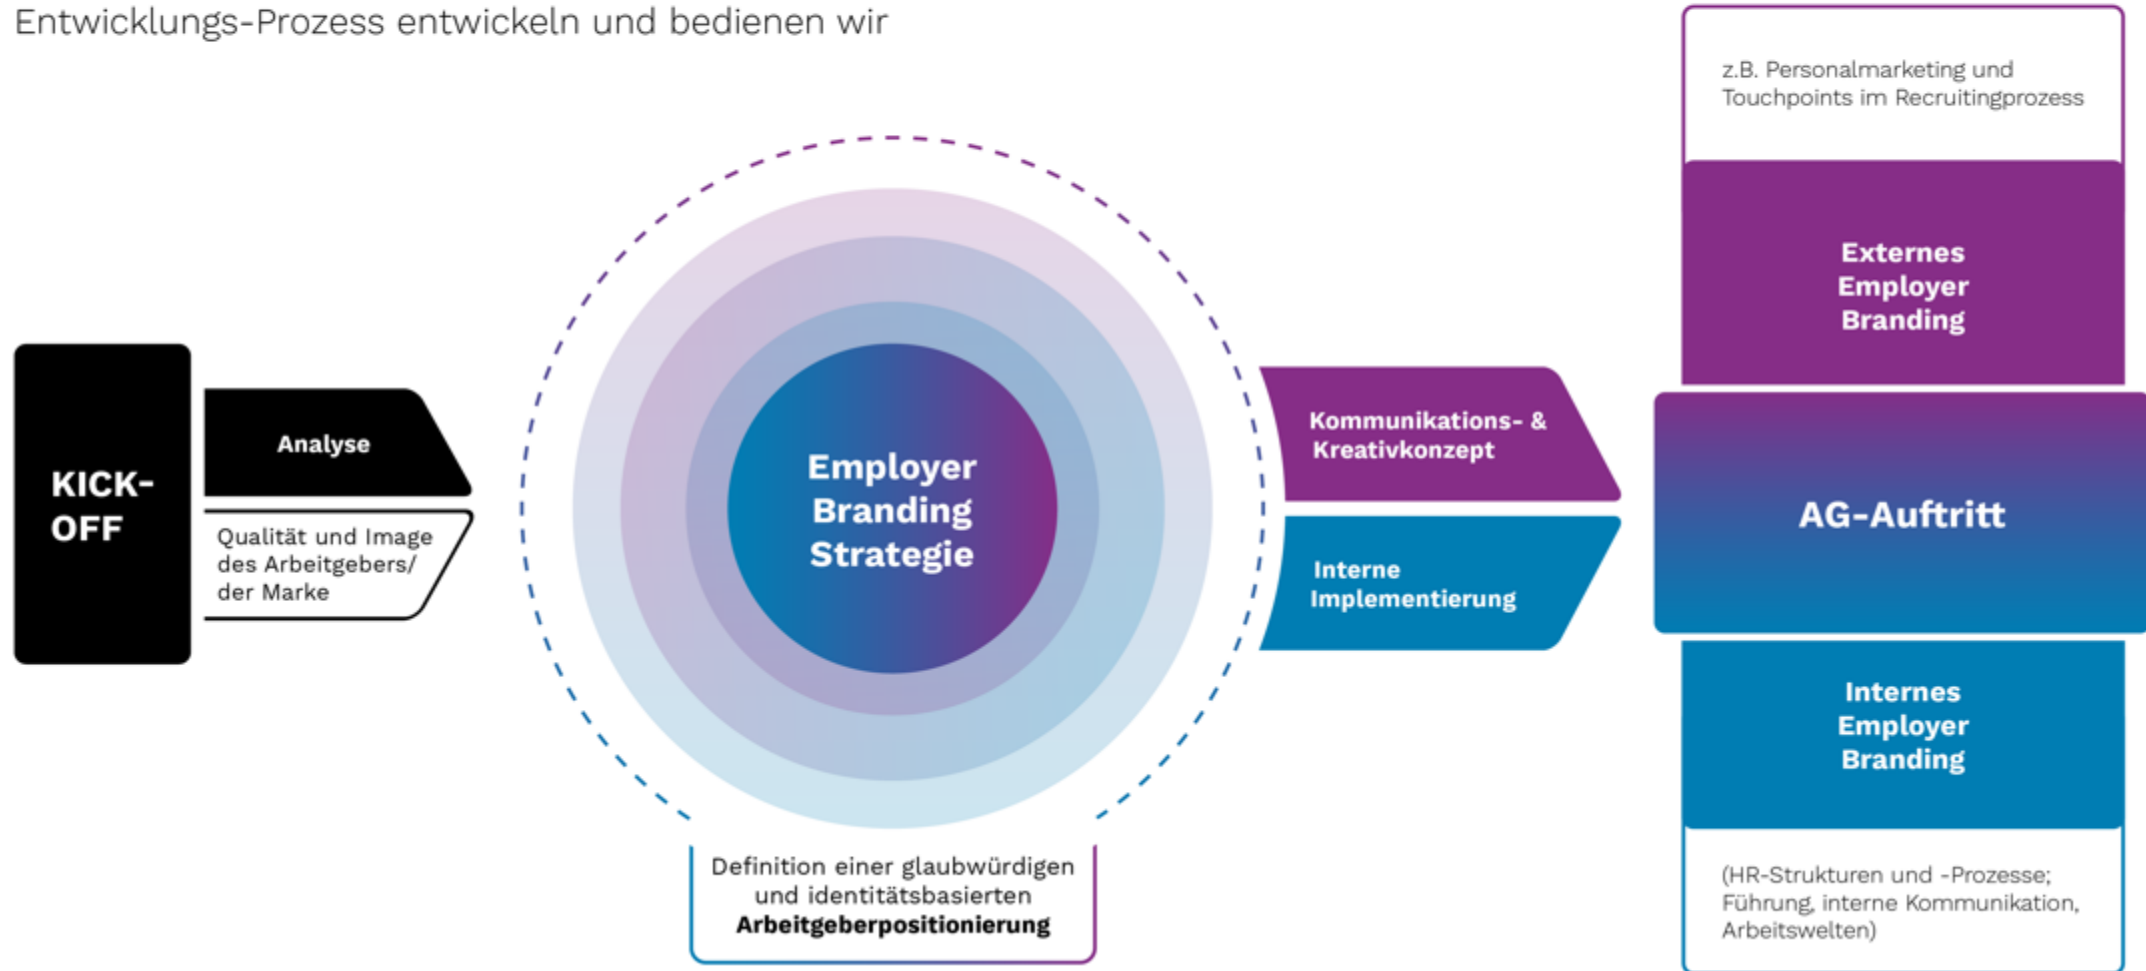 Entwicklungs-Prozess entwickeln und bedienen wir
KICK-
OFF
Analyse
Qualität und Image
des Arbeitgebers/
der Marke
Employer
Branding
Strategie
Definition einer glaubwürdigen
und identitätsbasierten
Arbeitgeberpositionierung
Kommunikations- &
Kreativkonzept
Interne
Implementierung
z.B. Personalmarketing und
Touchpoints im Recruitingprozess
Externes
Employer
Branding
AG-Auftritt
Internes
Employer
Branding
(HR-Strukturen und -Prozesse;
Führung, interne Kommunikation,
Arbeitswelten)